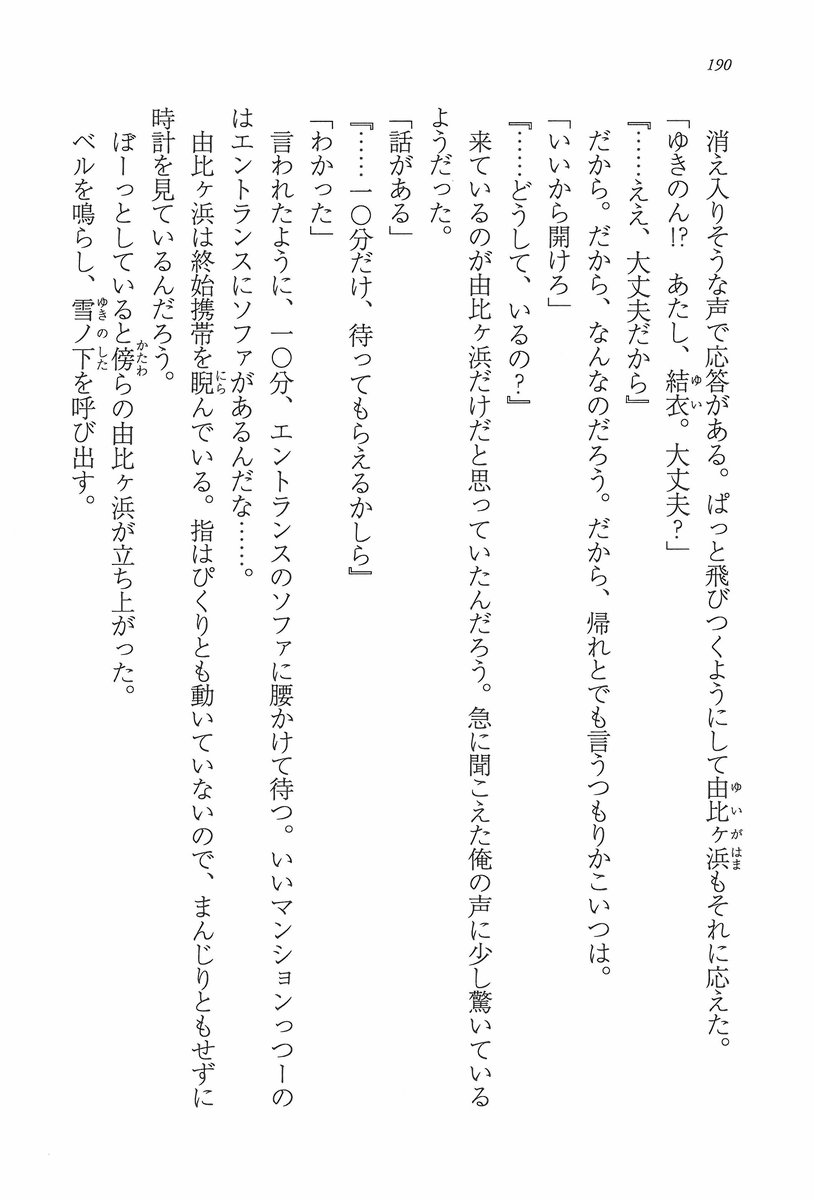 190
消え入りそうな声で応答がある。ぱっと飛びつくようにして由比ヶ浜もそれに応えた。
「ゆきのん!?　あたし、結衣。大丈夫？」
『……ええ、大丈夫だから』
だから。だから、なんなのだろう。だから、帰れとでも言うつもりかこいつは。
「いいから開けろ」
『……どうして、いるの？』
来ているのが由比ヶ浜だけだと思っていたんだろう。急に聞こえた俺の声に少し驚いている
ようだった。
「話がある」
『……一〇分だけ、待ってもらえるかしら』
「わかった」
言われたように、一〇分、エントランスのソファに腰かけて待つ。いいマンションっつーの
はエントランスにソファがあるんだな……。
由比ヶ浜は終始携帯を睨んでいる。指はぴくりとも動いていないので、まんじりともせずに
時計を見ているんだろう。
ぼーっとしていると傍らの由比ヶ浜が立ち上がった。
ベルを鳴らし、雪ノ下を呼び出す。